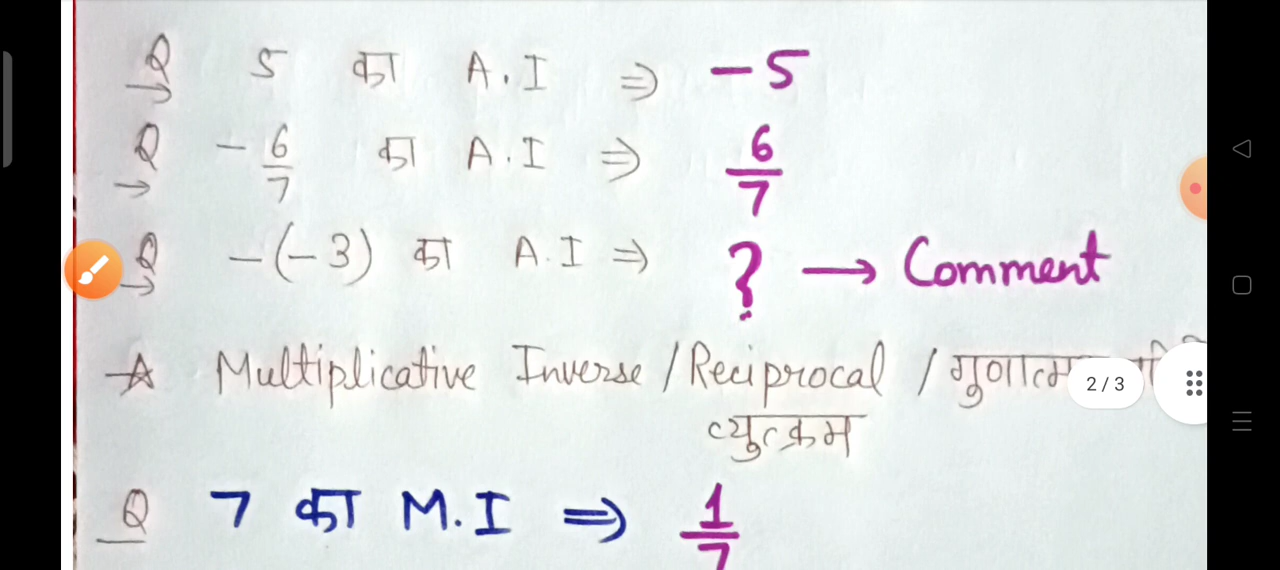 Q 5 का A.I ⇒ -5
Q -6/7 का A.I ⇒ 6/7
Q -(-3) का A.I ⇒ ? → Comment
☆ Multiplicative Inverse / Reciprocal /
व्युत्क्रम
2/3
Q 7 का M.I ⇒ 1/7